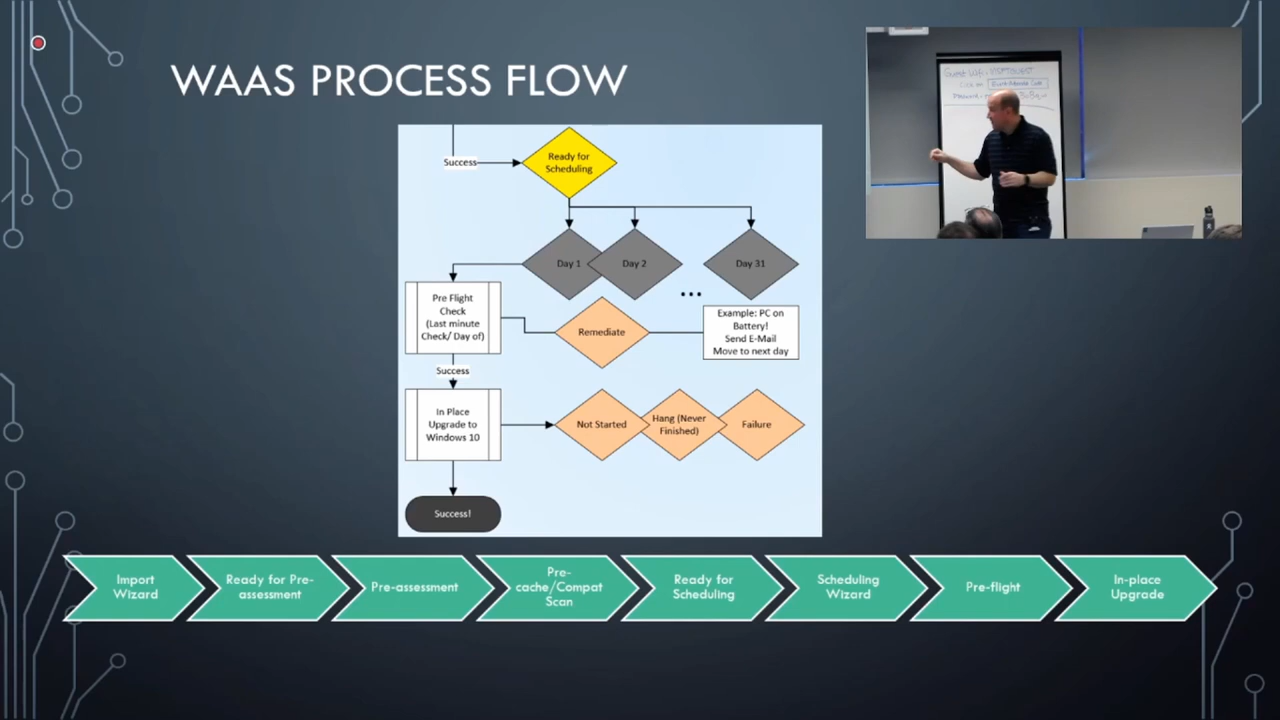 WAAS PROCESS FLOW
Guest Wifi -
Success
Ready for
Scheduling
Day 1
Day 2
Day 31
...
Pre Flight
Check
(Last minute
Check/ Day of)
Remediate
Example: PC on
Battery!
Send E-Mail
Move to next day
Success
In Place
Upgrade to
Windows 10
Not Started
Hang (Never
Finished)
Failure
Success!
Import
Wizard
Ready for Pre-
assessment
Pre-assessment
Pre-
cache/Compat
Scan
Ready for
Scheduling
Scheduling
Wizard
Pre-flight
In-place
Upgrade